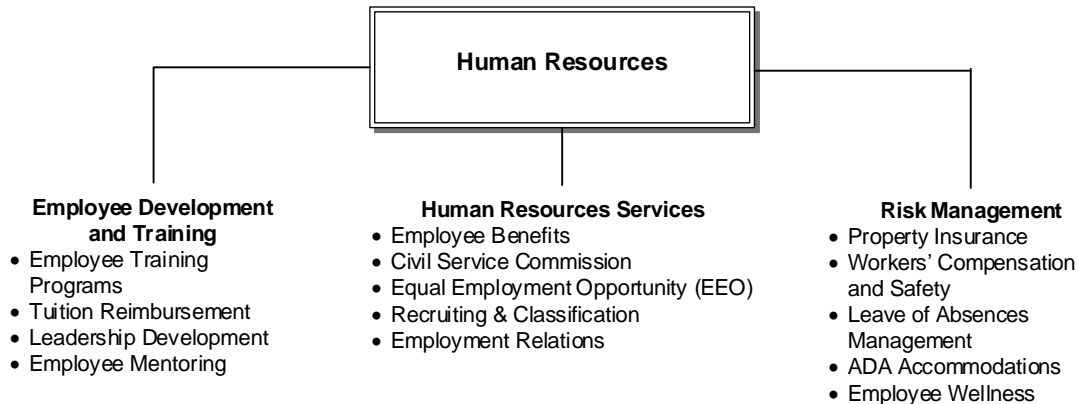 Human Resources
Employee Development
and Training
• Employee Training
Programs
• Tuition Reimbursement
• Leadership Development
• Employee Mentoring
Human Resources Services
• Employee Benefits
• Civil Service Commission
• Equal Employment Opportunity (EEO)
• Recruiting & Classification
• Employment Relations
Risk Management
• Property Insurance
• Workers’ Compensation
and Safety
• Leave of Absences
Management
• ADA Accommodations
• Employee Wellness